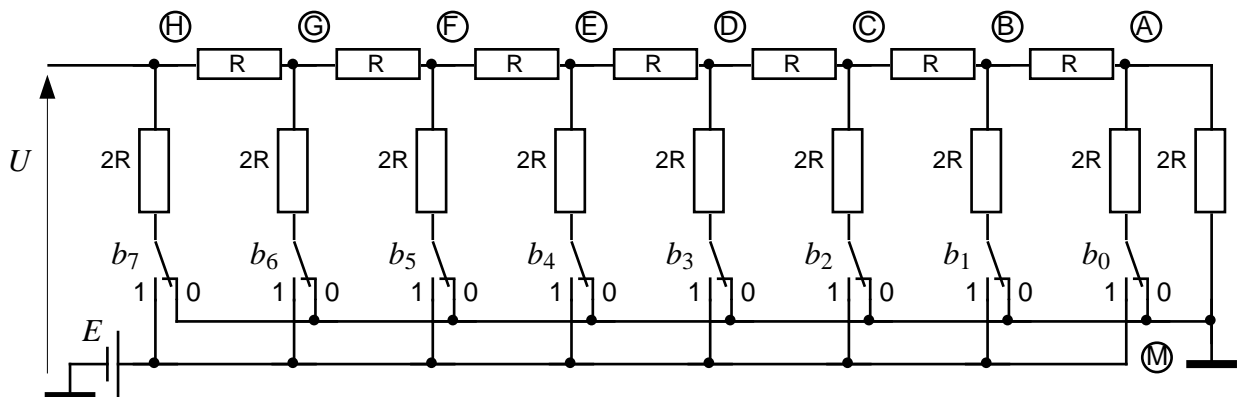 H G F E D C B A
R R R R R R R
U 2R 2R 2R 2R 2R 2R 2R 2R 2R
b7 b6 b5 b4 b3 b2 b1 b0
1 0 1 0 1 0 1 0 1 0 1 0 1 0 1 0
E
M